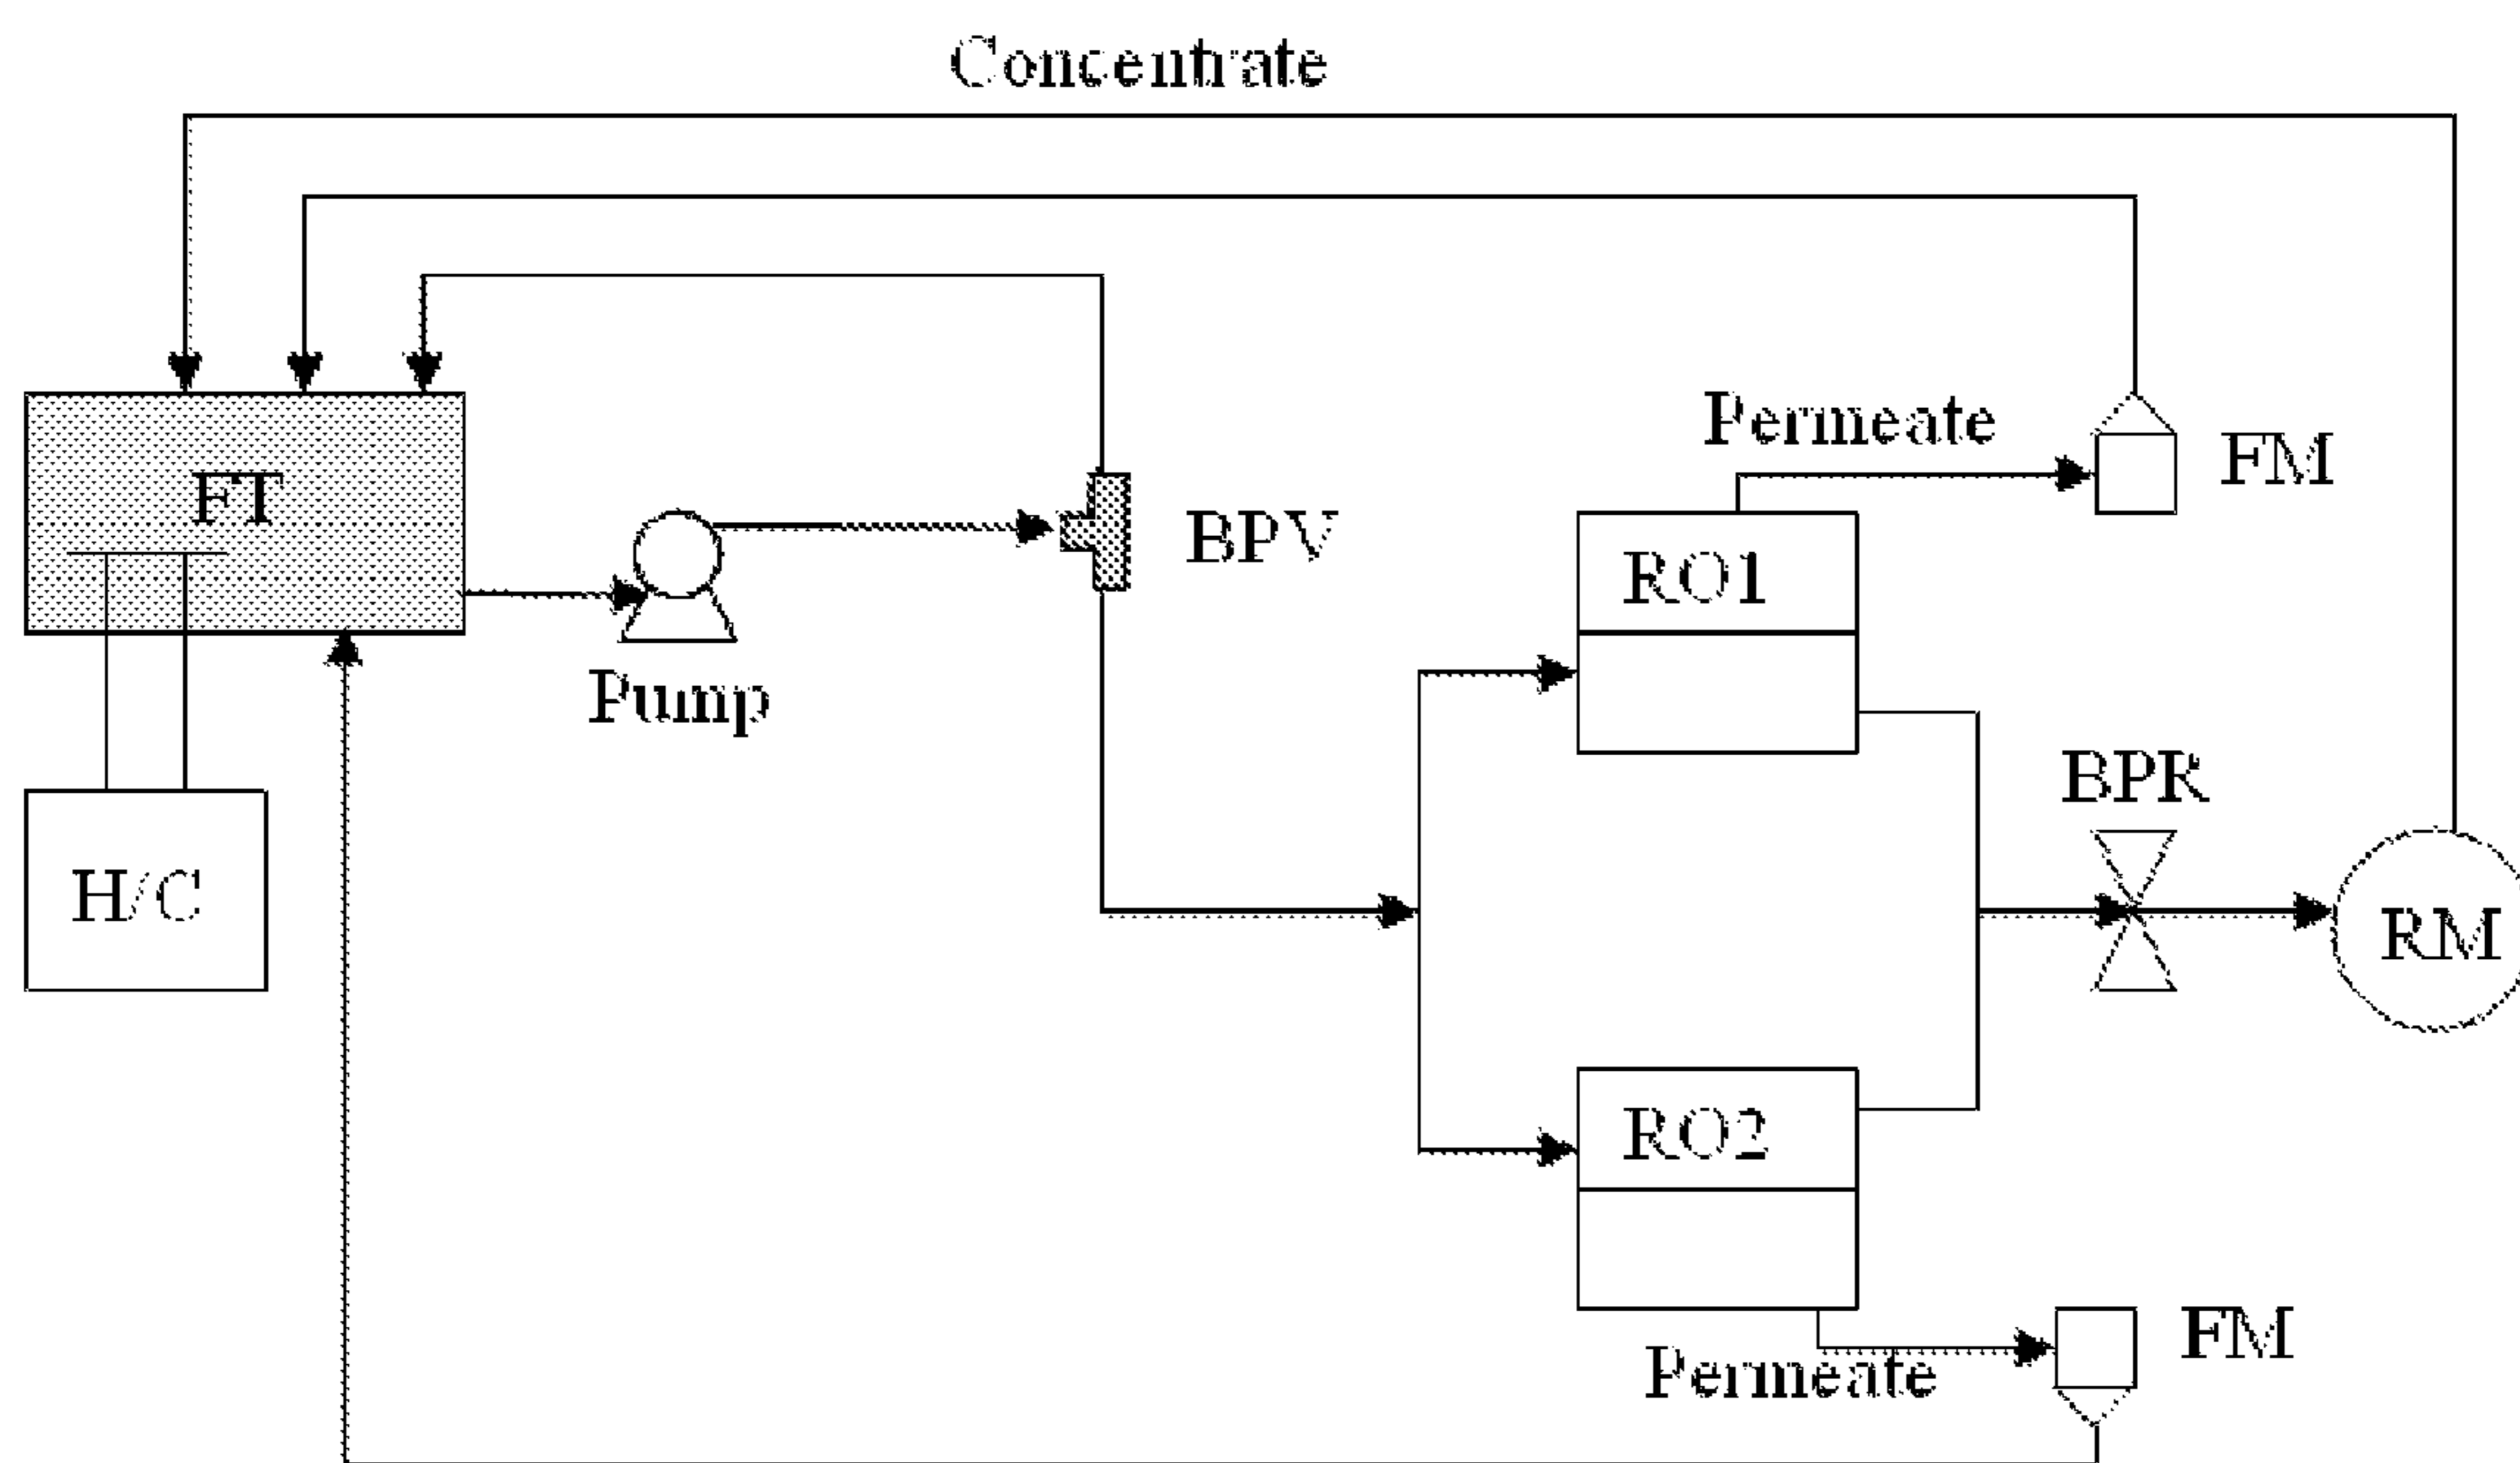 Concentrate
Permeate
FM
FT
BPV
RO1
Pump
BPR
H/C
RM
RO2
FM
Permeate